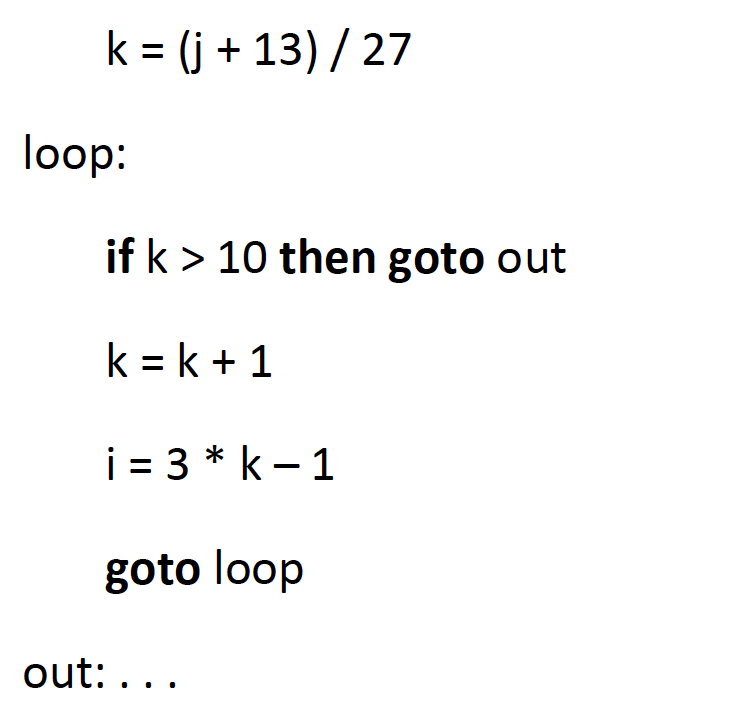 k = (j + 13) / 27
loop:
if k > 10 then goto out
k = k + 1
i = 3 * k – 1
goto loop
out: . . .